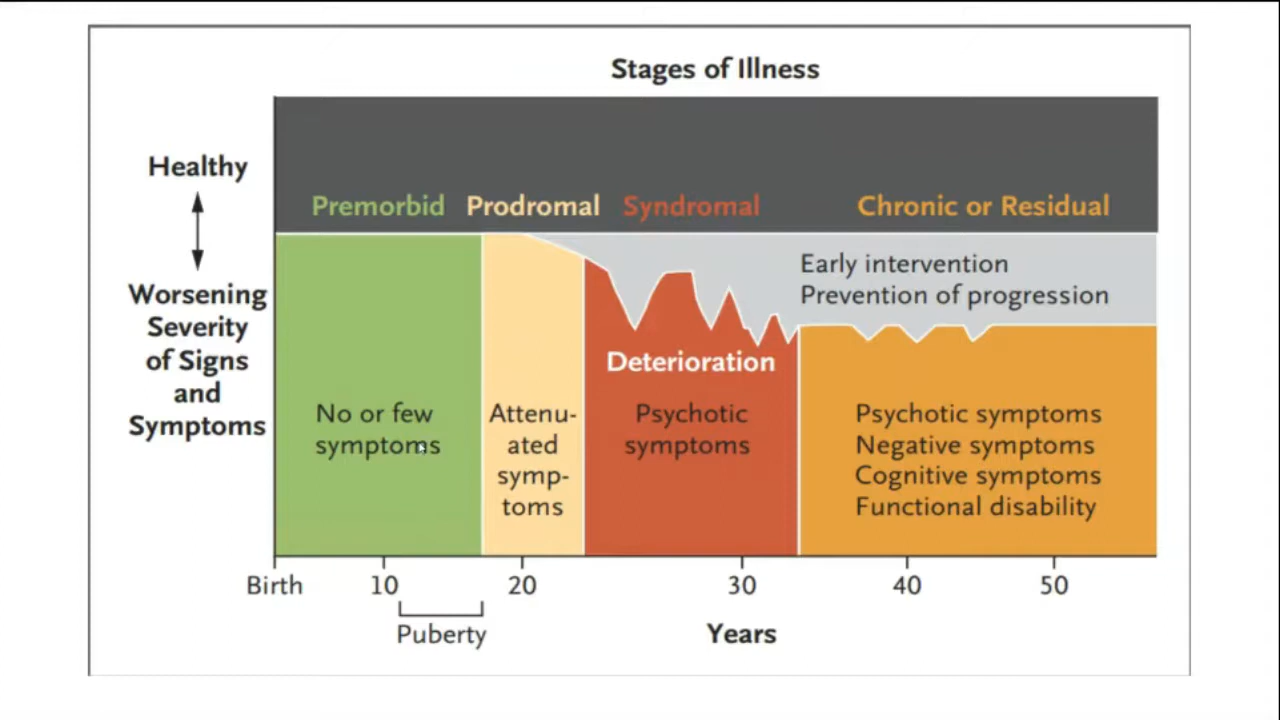 Stages of Illness
Healthy
Worsening
Severity
of Signs
and
Symptoms
Premorbid
Prodromal
Syndromal
Chronic or Residual
Early intervention
Prevention of progression
Deterioration
No or few
symptoms
Attenu-
ated
symp-
toms
Psychotic
symptoms
Psychotic symptoms
Negative symptoms
Cognitive symptoms
Functional disability
Birth 10 20 30 40 50
Puberty
Years